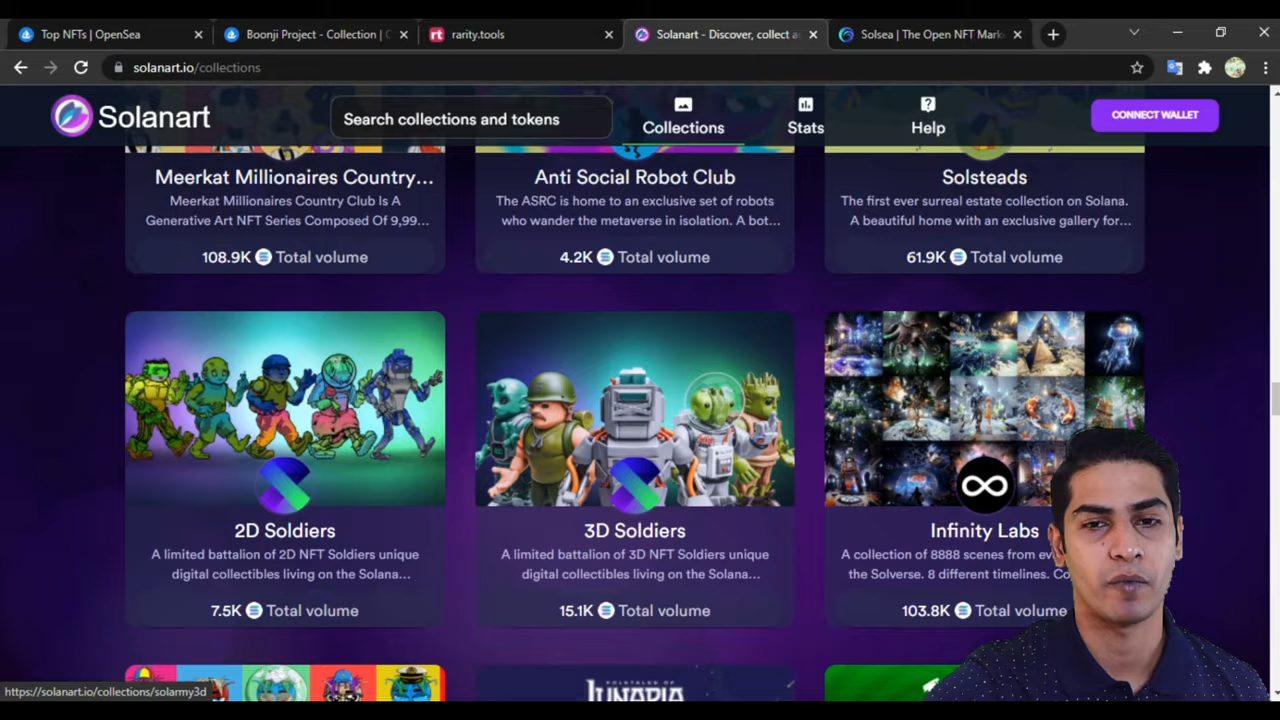 Top NFTs | OpenSea
Boonji Project - Collection |
rarity.tools
Solanart - Discover, collect a
Solsea | The Open NFT Mark
solanart.io/collections
Solanart
Search collections and tokens
Collections
Stats
Help
CONNECT WALLET
Meerkat Millionaires Country...
Meerkat Millionaires Country Club Is A
Generative Art NFT Series Composed Of 9,99...
108.9K Total volume
Anti Social Robot Club
The ASRC is home to an exclusive set of robots
who wander the metaverse in isolation. A bot...
4.2K Total volume
Solsteads
The first ever surreal estate collection on Solana.
A beautiful home with an exclusive gallery for...
61.9K Total volume
2D Soldiers
A limited battalion of 2D NFT Soldiers unique
digital collectibles living on the Solana...
7.5K Total volume
3D Soldiers
A limited battalion of 3D NFT Soldiers unique
digital collectibles living on the Solana...
15.1K Total volume
Infinity Labs
A collection of 8888 scenes from ev
the Solverse. 8 different timelines. Co
103.8K Total volume
LUNARIA
https://solanart.io/collections/solarmy3d